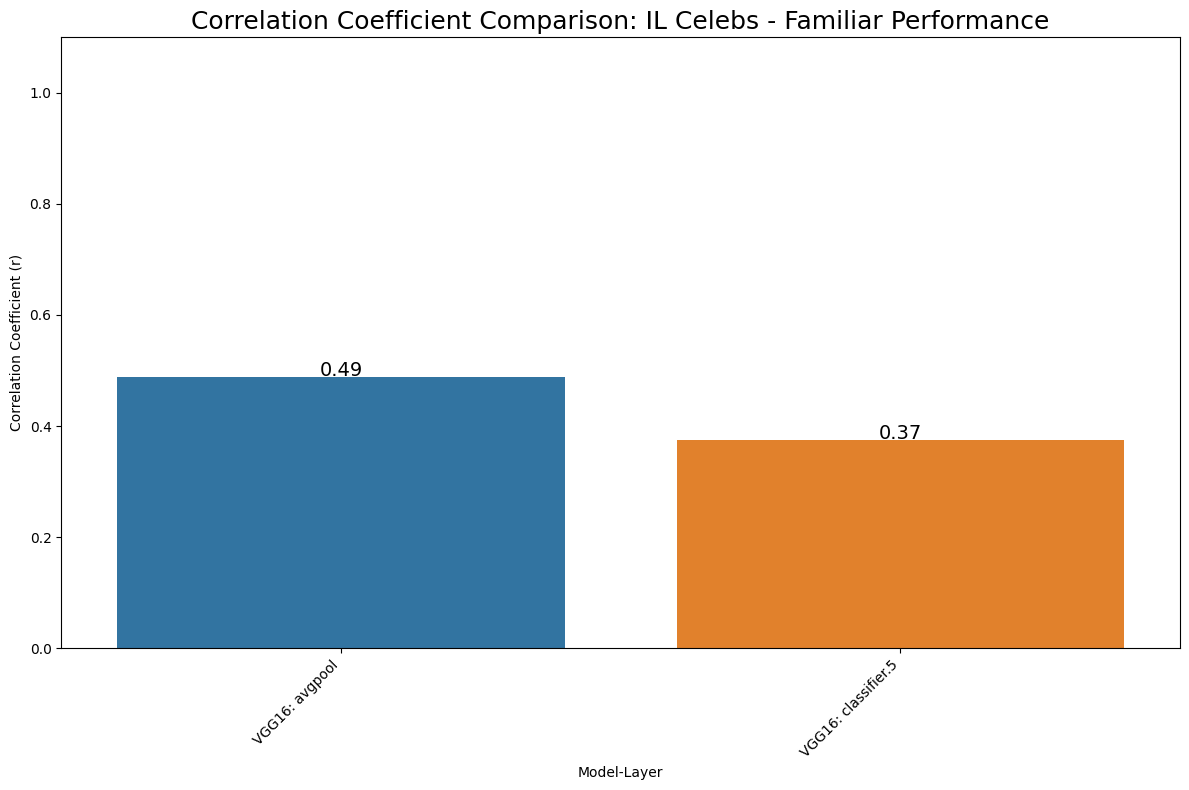 Correlation Coefficient Comparison: IL Celebs - Familiar Performance
Correlation Coefficient (r)
1.0
0.8
0.6
0.4
0.2
0.0
0.49
0.37
VGG16: avgpool
VGG16: classifier.5
Model-Layer